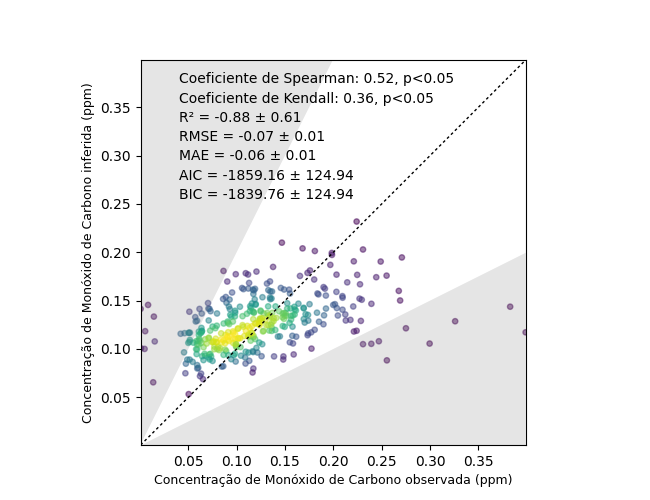 Coeficiente de Spearman: 0.52, p<0.05
Coeficiente de Kendall: 0.36, p<0.05
R² = -0.88 ± 0.61
RMSE = -0.07 ± 0.01
MAE = -0.06 ± 0.01
AIC = -1859.16 ± 124.94
BIC = -1839.76 ± 124.94
Concentração de Monóxido de Carbono inferida (ppm)
0.35
0.30
0.25
0.20
0.15
0.10
0.05
0.05 0.10 0.15 0.20 0.25 0.30 0.35
Concentração de Monóxido de Carbono observada (ppm)